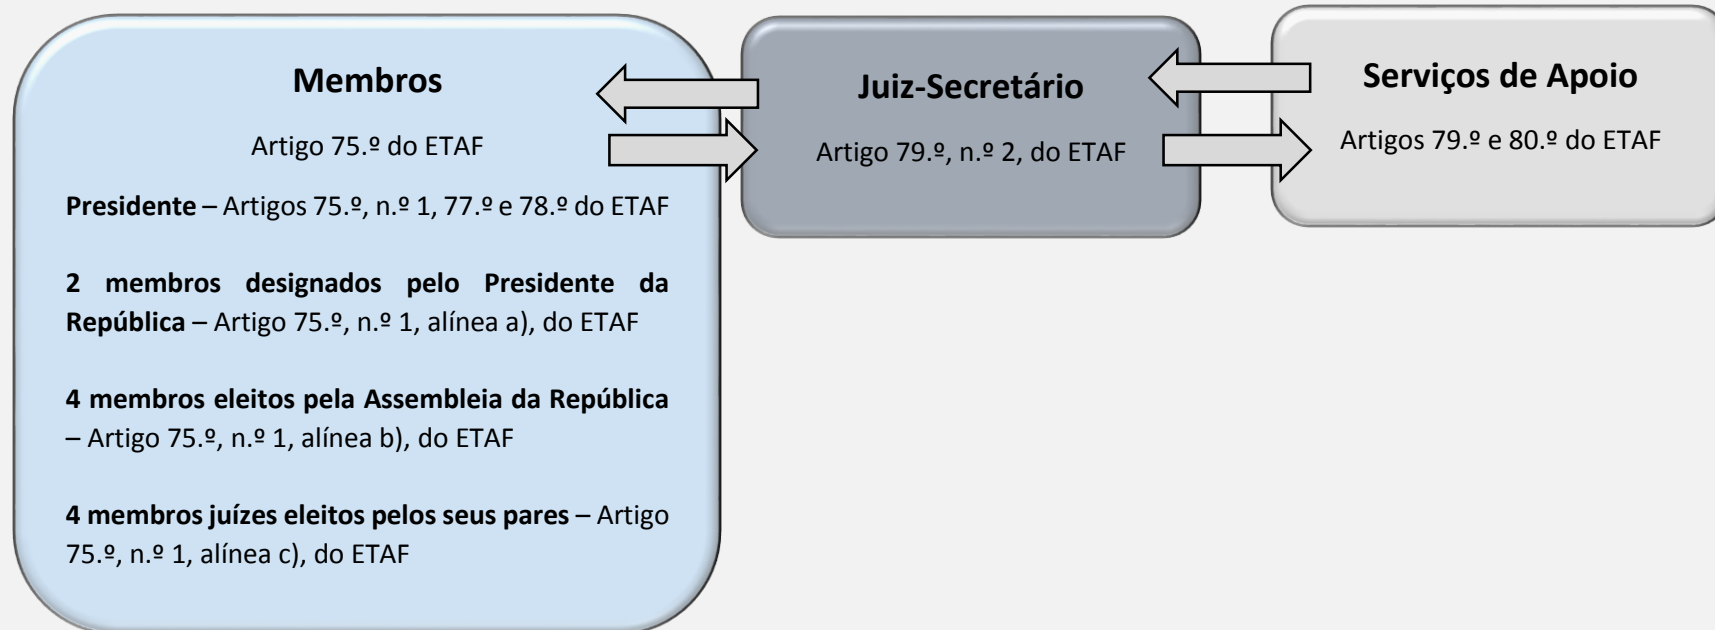 Membros
Artigo 75.º do ETAF
Presidente – Artigos 75.º, n.º 1, 77.º e 78.º do ETAF
2 membros designados pelo Presidente da
República – Artigo 75.º, n.º 1, alínea a), do ETAF
4 membros eleitos pela Assembleia da República
– Artigo 75.º, n.º 1, alínea b), do ETAF
4 membros juízes eleitos pelos seus pares – Artigo
75.º, n.º 1, alínea c), do ETAF
Juiz-Secretário
Artigo 79.º, n.º 2, do ETAF
Serviços de Apoio
Artigos 79.º e 80.º do ETAF